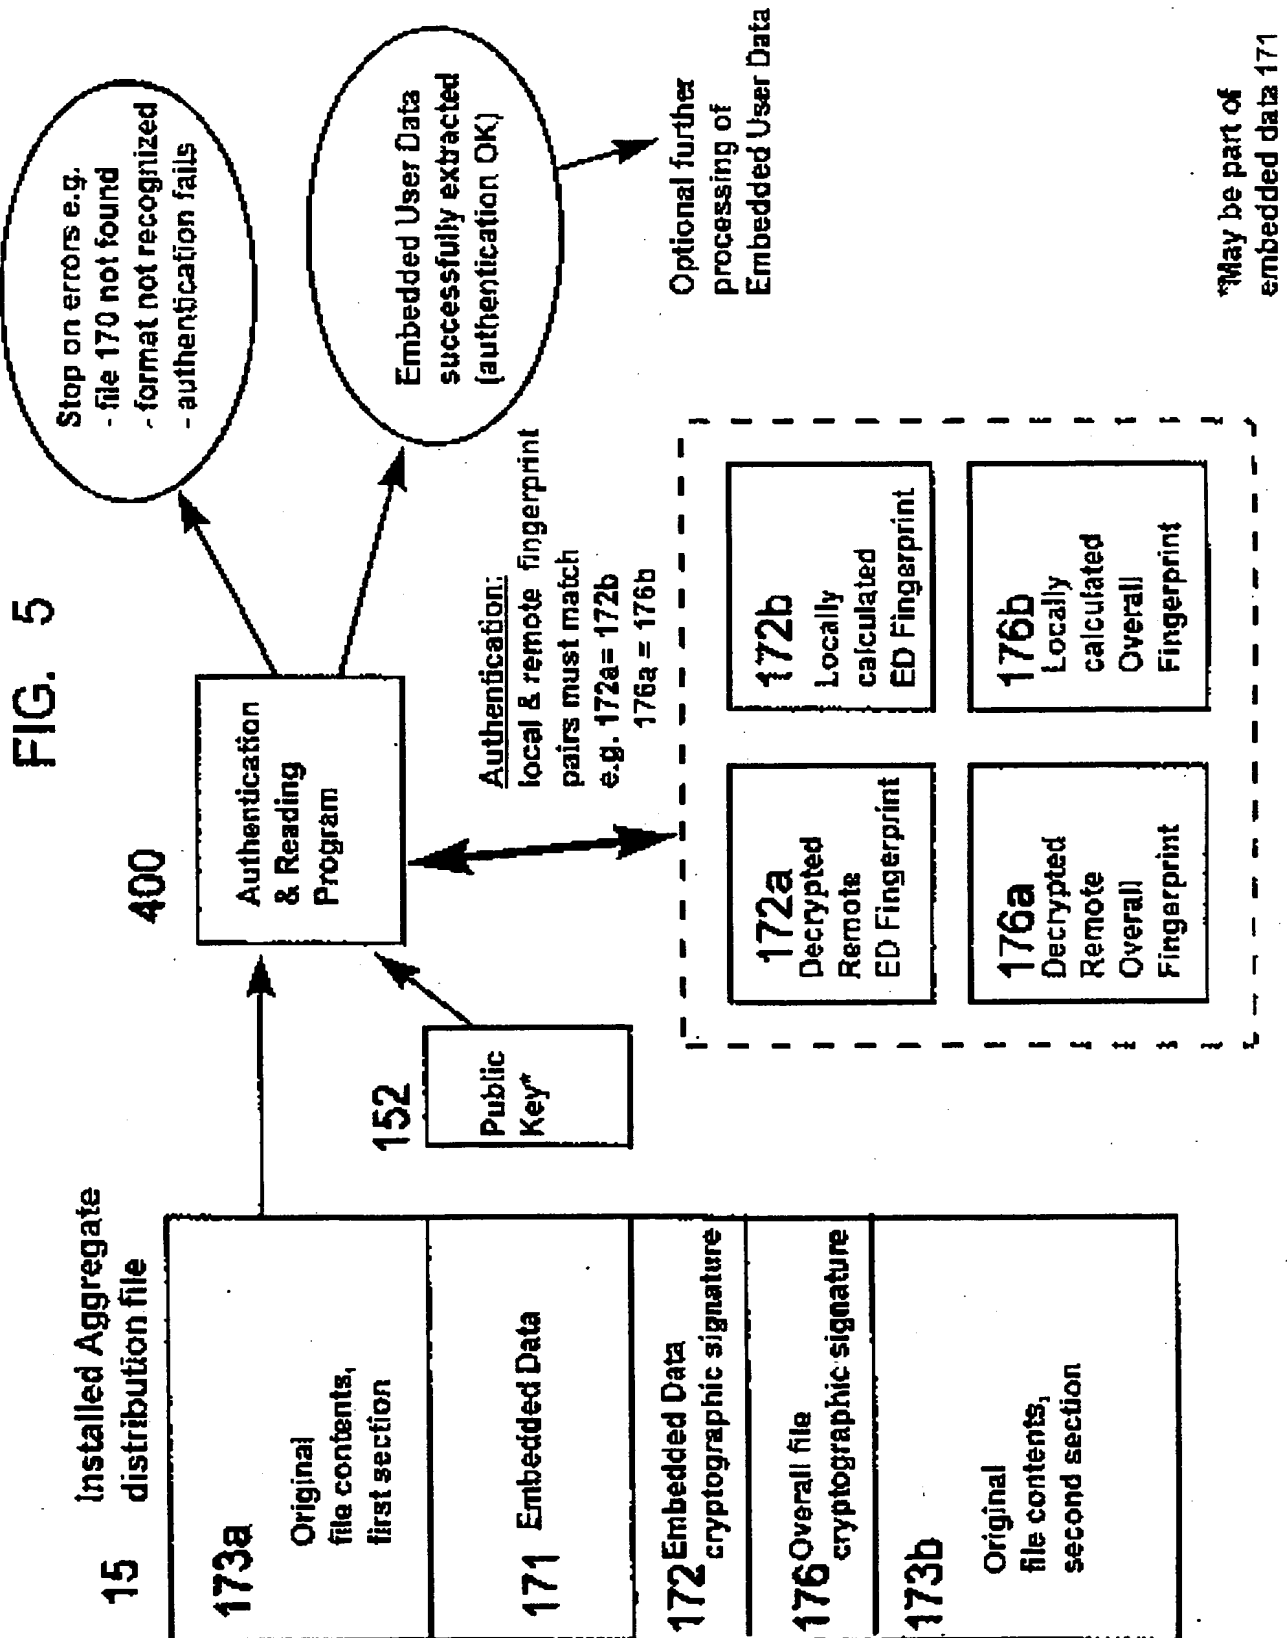 FIG. 5
15
Installed Aggregate
distribution file
173a
Original
file contents,
first section
171 Embedded Data
172 Embedded Data
cryptographic signature
176 Overall file
cryptographic signature
173b
Original
file contents,
second section
152
Public
Key*
400
Authentication
& Reading
Program
Stop on errors e.g.
- file 170 not found
- format not recognized
- authentication fails
Embedded User Data
successfully extracted
(authentication OK)
Optional further
processing of
Embedded User Data
Authentication:
local & remote fingerprint
pairs must match
e.g. 172a = 172b
176a = 176b
172a
Decrypted
Remote
ED Fingerprint
172b
Locally
calculated
ED Fingerprint
176a
Decrypted
Remote
Overall
Fingerprint
176b
Locally
calculated
Overall
Fingerprint
*May be part of
embedded data 171